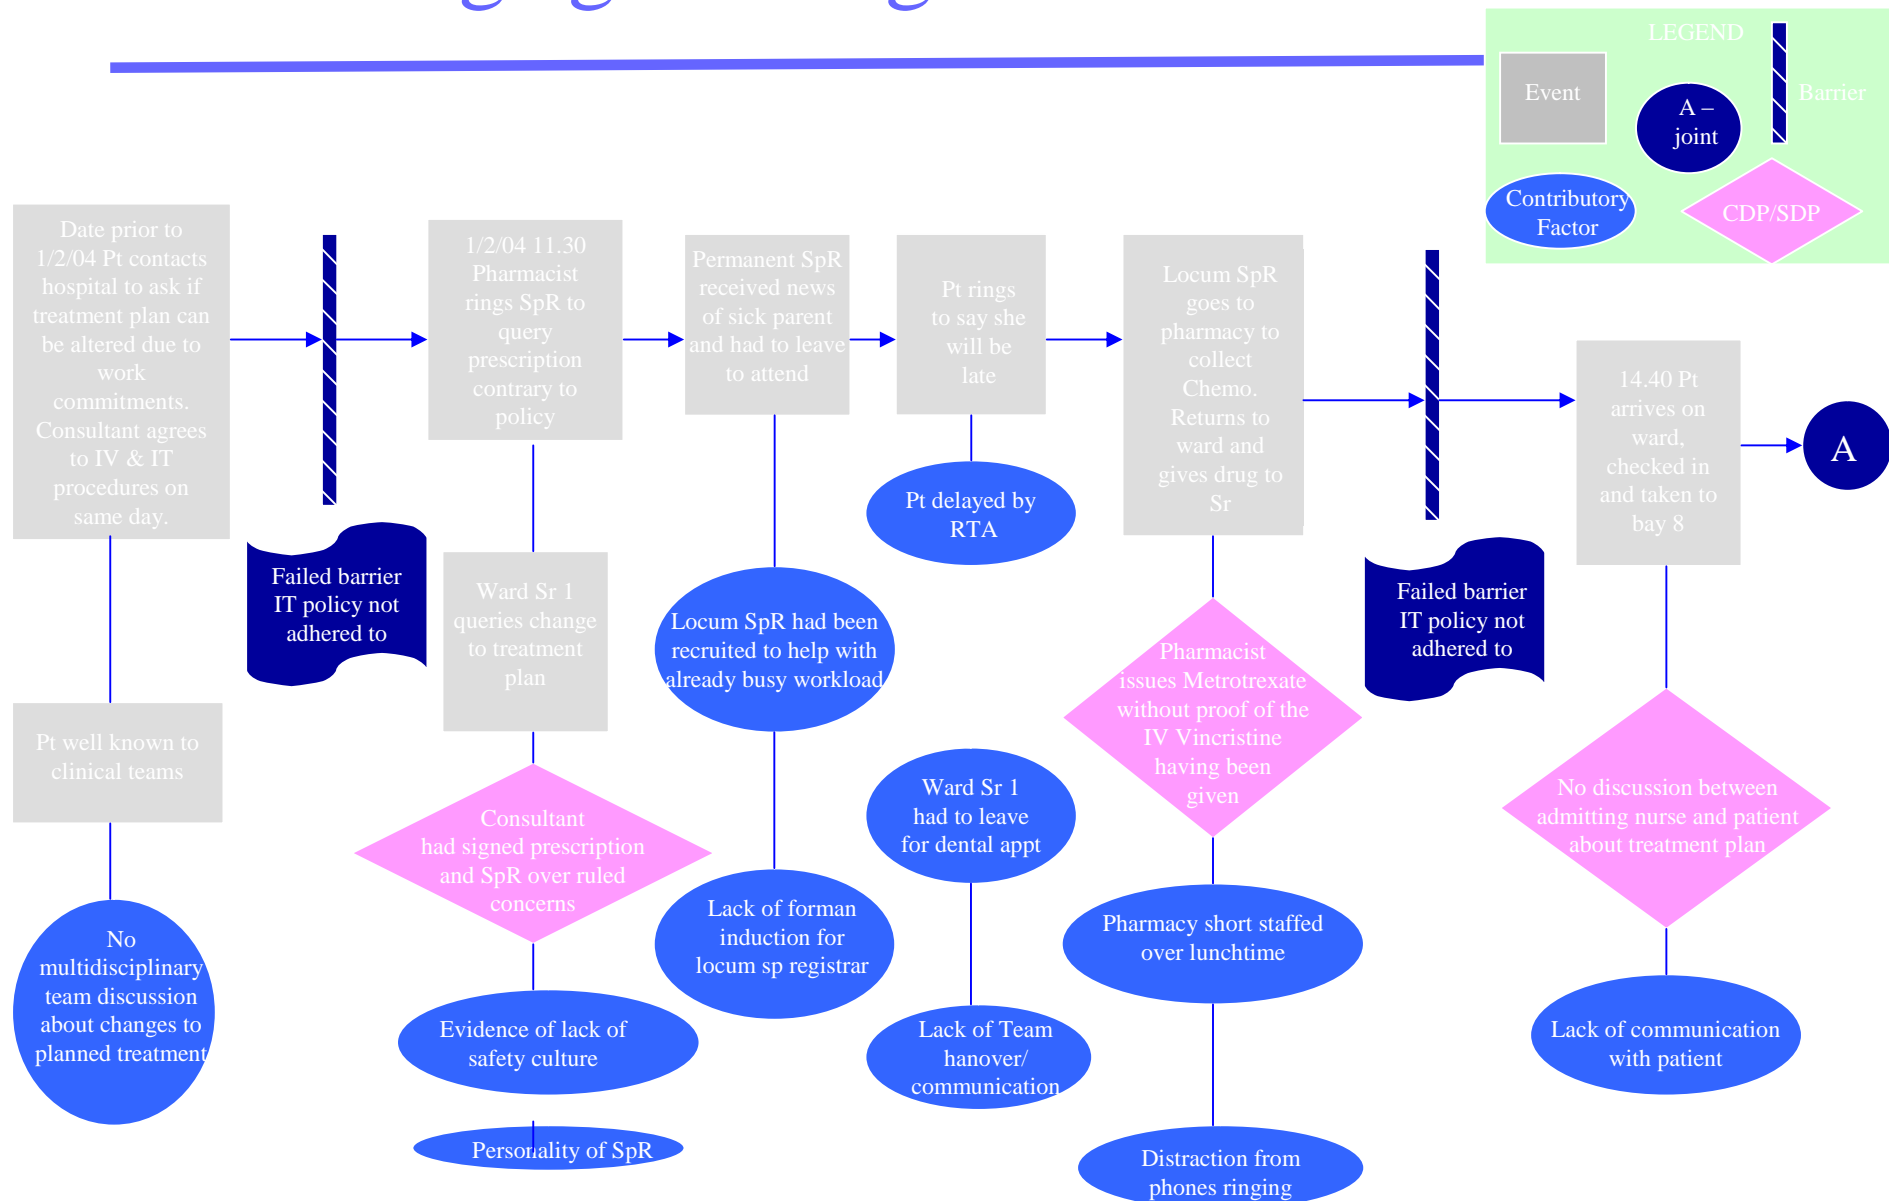 LEGEND
Event
A –
joint
Barrier
Contributory
Factor
CDP/SDP
Date prior to
1/2/04 Pt contacts
hospital to ask if
treatment plan can
be altered due to
work
commitments.
Consultant agrees
to IV & IT
procedures on
same day.
1/2/04 11.30
Pharmacist
rings SpR to
query
prescription
contrary to
policy
Permanent SpR
received news
of sick parent
and had to leave
to attend
Pt rings
to say she
will be
late
Locum SpR
goes to
pharmacy to
collect
Chemo.
Returns to
ward and
gives drug to
Sr
14.40 Pt
arrives on
ward,
checked in
and taken to
bay 8
A
Failed barrier
IT policy not
adhered to
Ward Sr 1
queries change
to treatment
plan
Locum SpR had been
recruited to help with
already busy workload
Pt delayed by
RTA
Pharmacist
issues Metrotrexate
without proof of the
IV Vincristine
having been
given
Failed barrier
IT policy not
adhered to
Pt well known to
clinical teams
Consultant
had signed prescription
and SpR over ruled
concerns
Ward Sr 1
had to leave
for dental appt
No discussion between
admitting nurse and patient
about treatment plan
No
multidisciplinary
team discussion
about changes to
planned treatment
Evidence of lack of
safety culture
Lack of forman
induction for
locum sp registrar
Lack of Team
hanover/
communication
Pharmacy short staffed
over lunchtime
Lack of communication
with patient
Personality of SpR
Distraction from
phones ringing